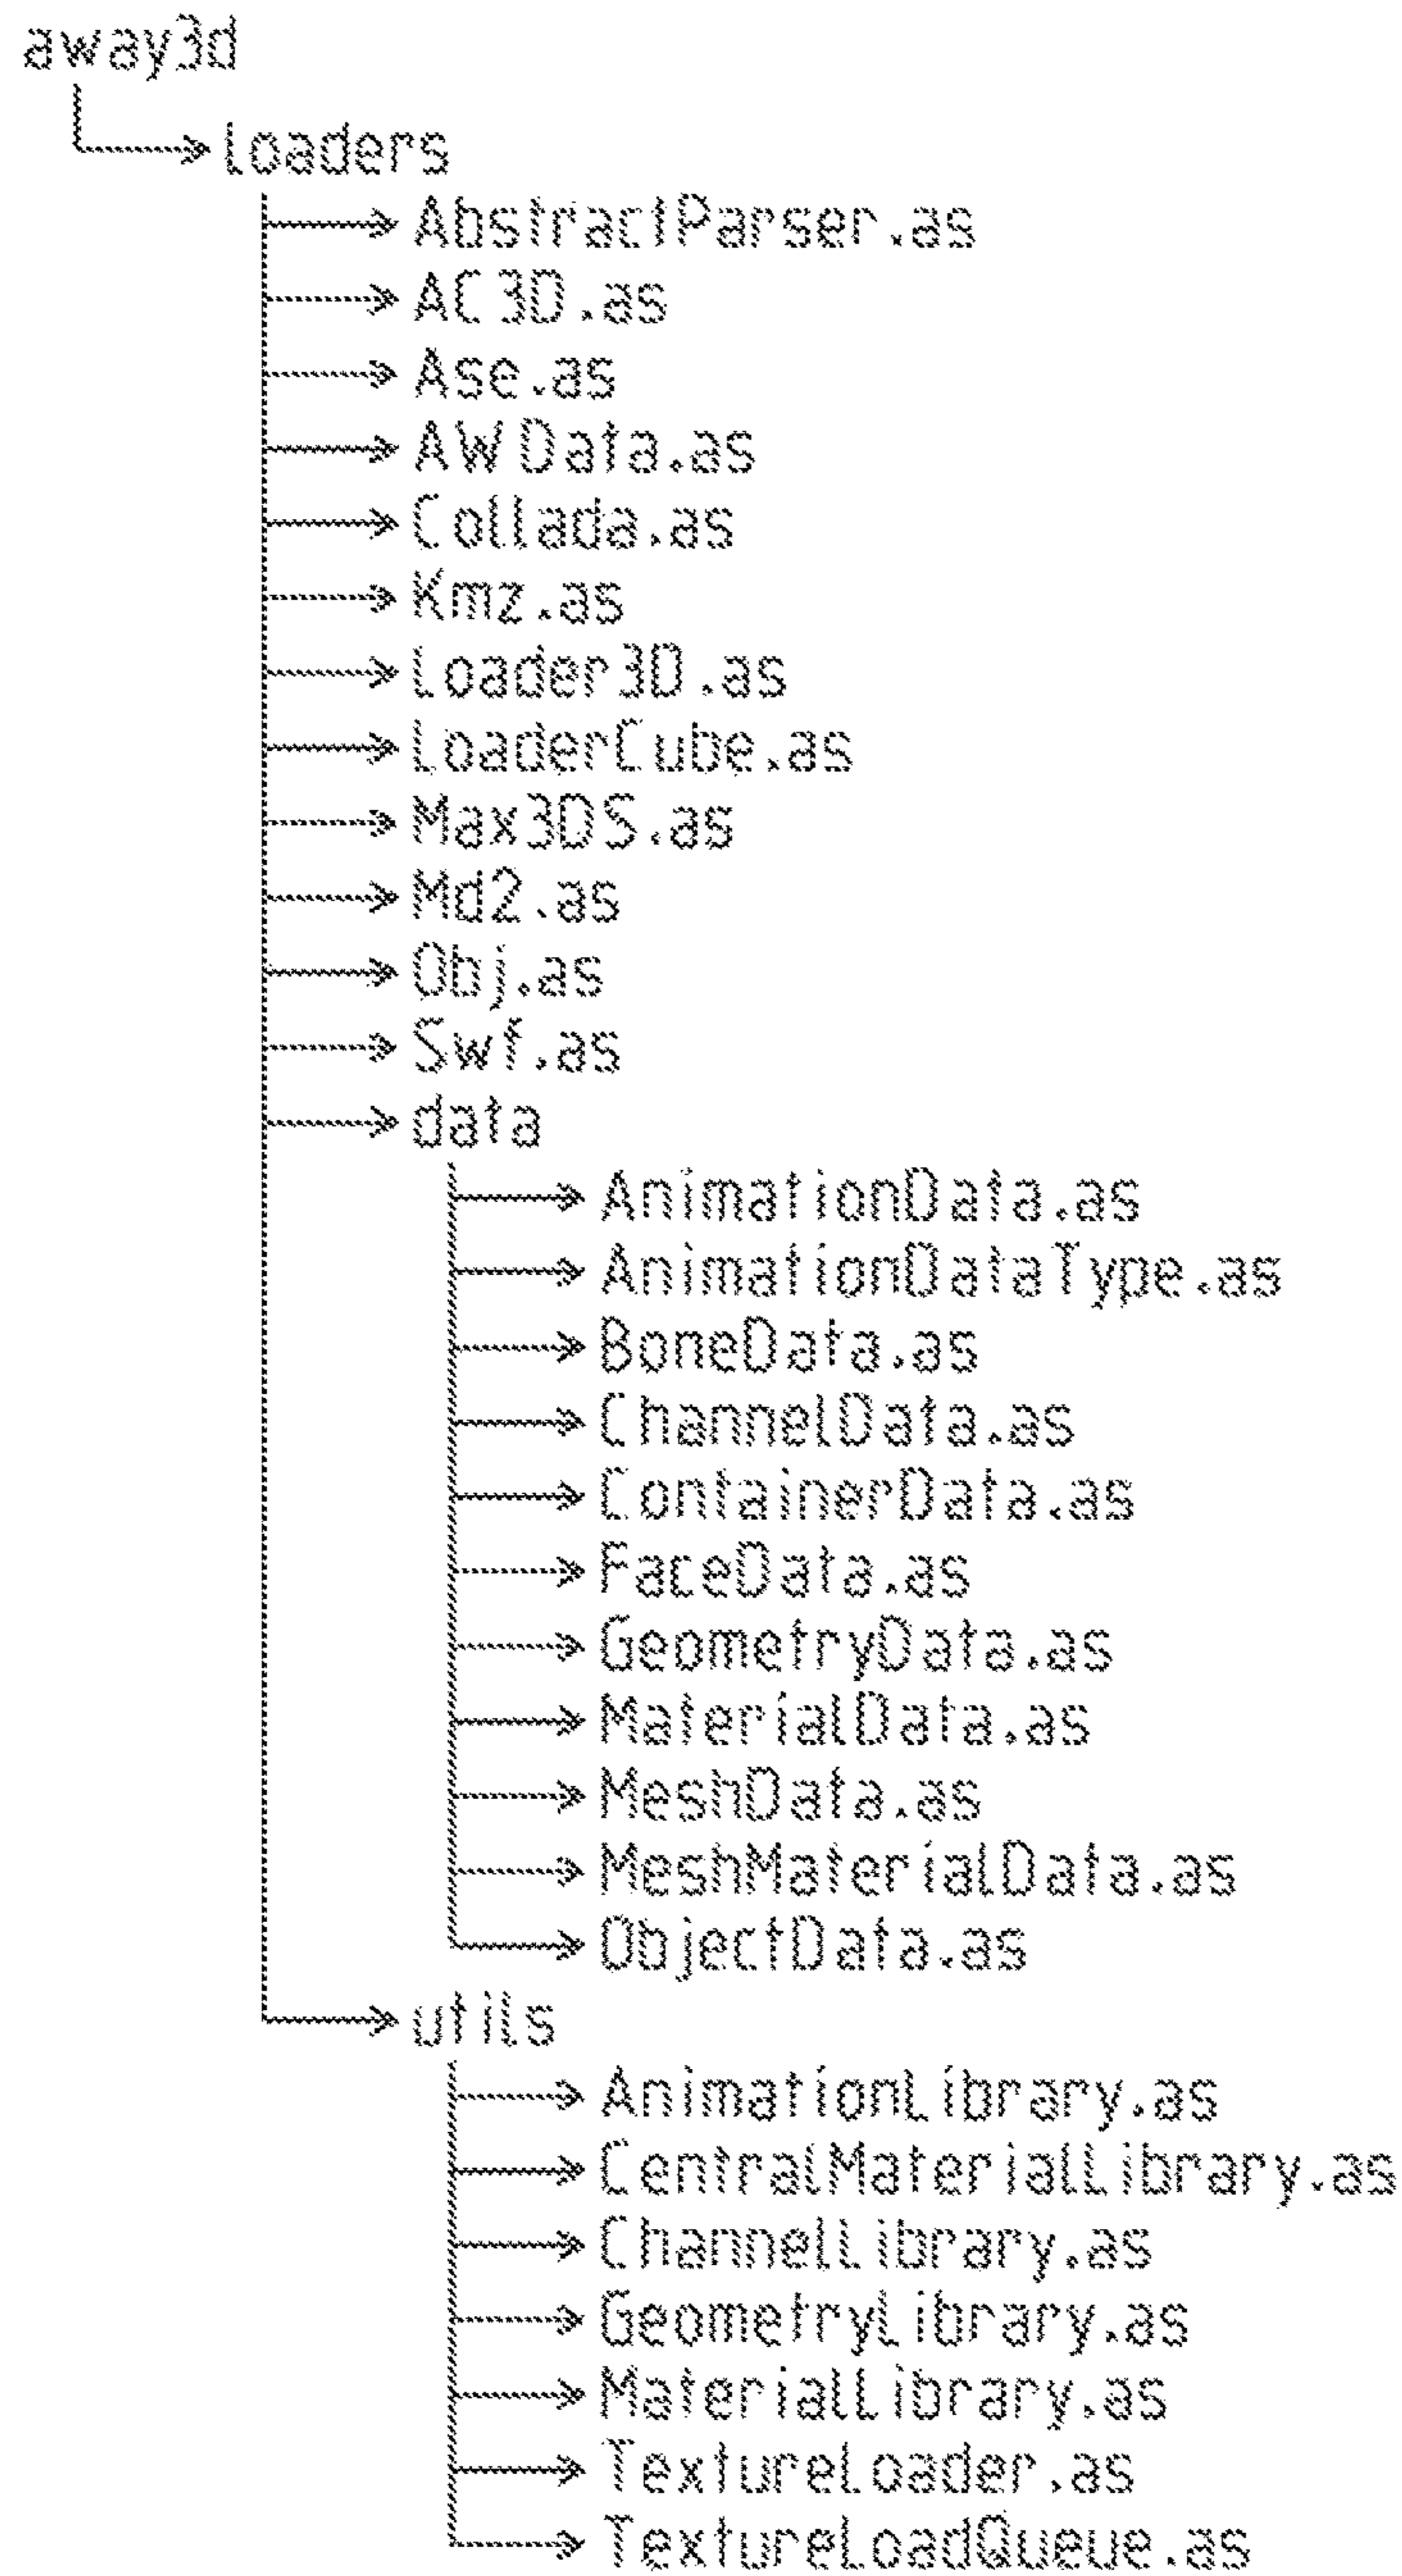 away3d
loaders
AbstractParser.as
AC3D.as
Ase.as
AWData.as
Collada.as
Kmz.as
Loader3D.as
LoaderCube.as
Max3DS.as
Md2.as
Obj.as
Swf.as
data
AnimationData.as
AnimationDataType.as
BoneData.as
ChannelData.as
ContainerData.as
FaceData.as
GeometryData.as
MaterialData.as
MeshData.as
MeshMaterialData.as
ObjectData.as
utils
AnimationLibrary.as
CentralMaterialLibrary.as
ChannelLibrary.as
GeometryLibrary.as
MaterialLibrary.as
TextureLoader.as
TextureLoadQueue.as